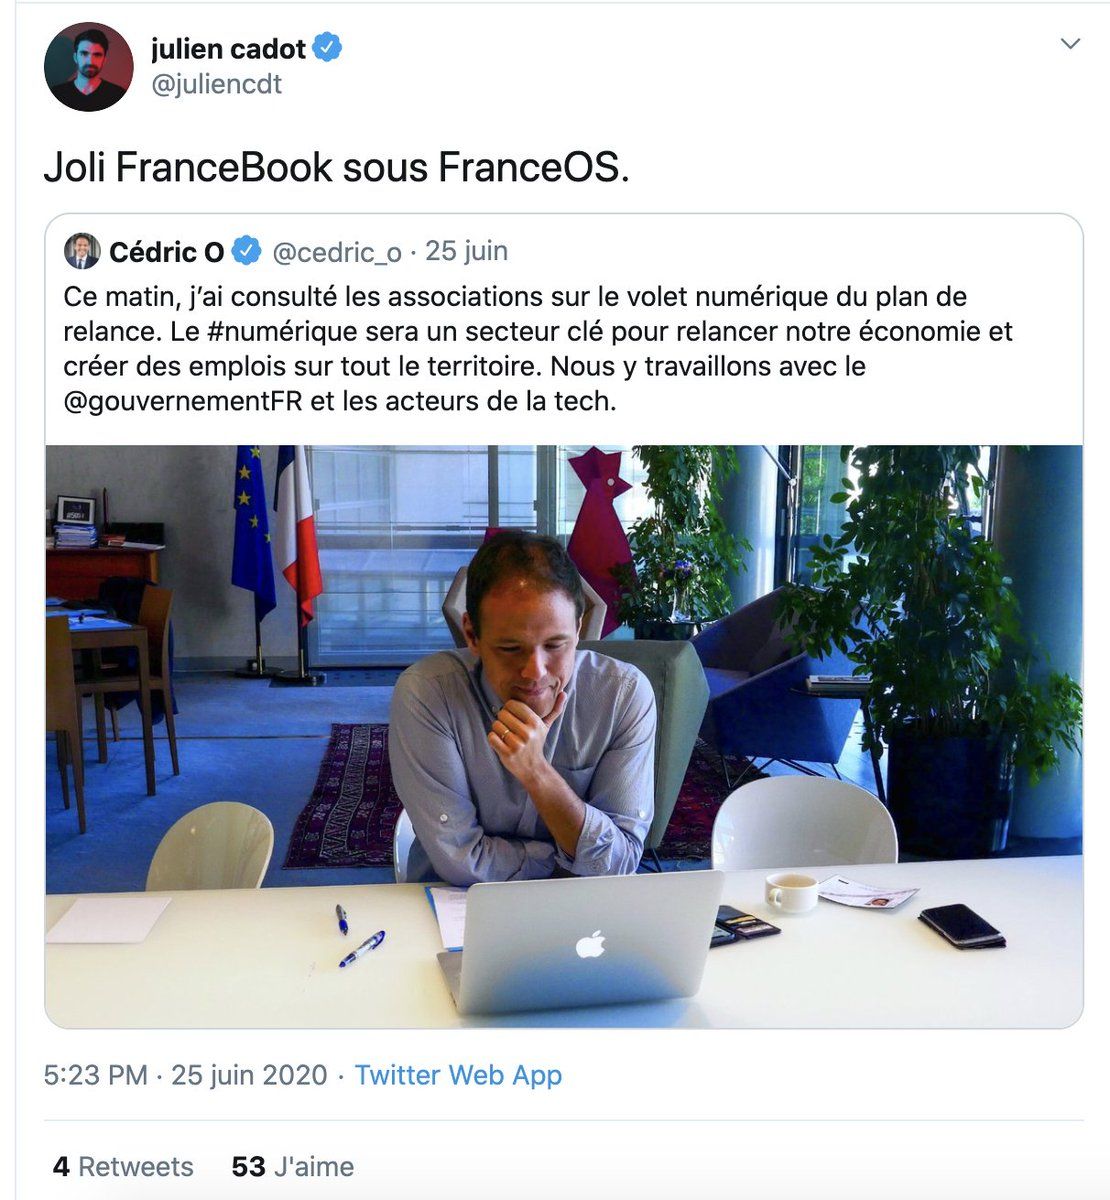 julien cadot
@juliencdt
Joli FranceBook sous FranceOS.
Cédric O @cedric_o · 25 juin
Ce matin, j’ai consulté les associations sur le volet numérique du plan de
relance. Le #numérique sera un secteur clé pour relancer notre économie et
créer des emplois sur tout le territoire. Nous y travaillons avec le
@gouvernementFR et les acteurs de la tech.
5:23 PM · 25 juin 2020 · Twitter Web App
4 Retweets 53 J'aime